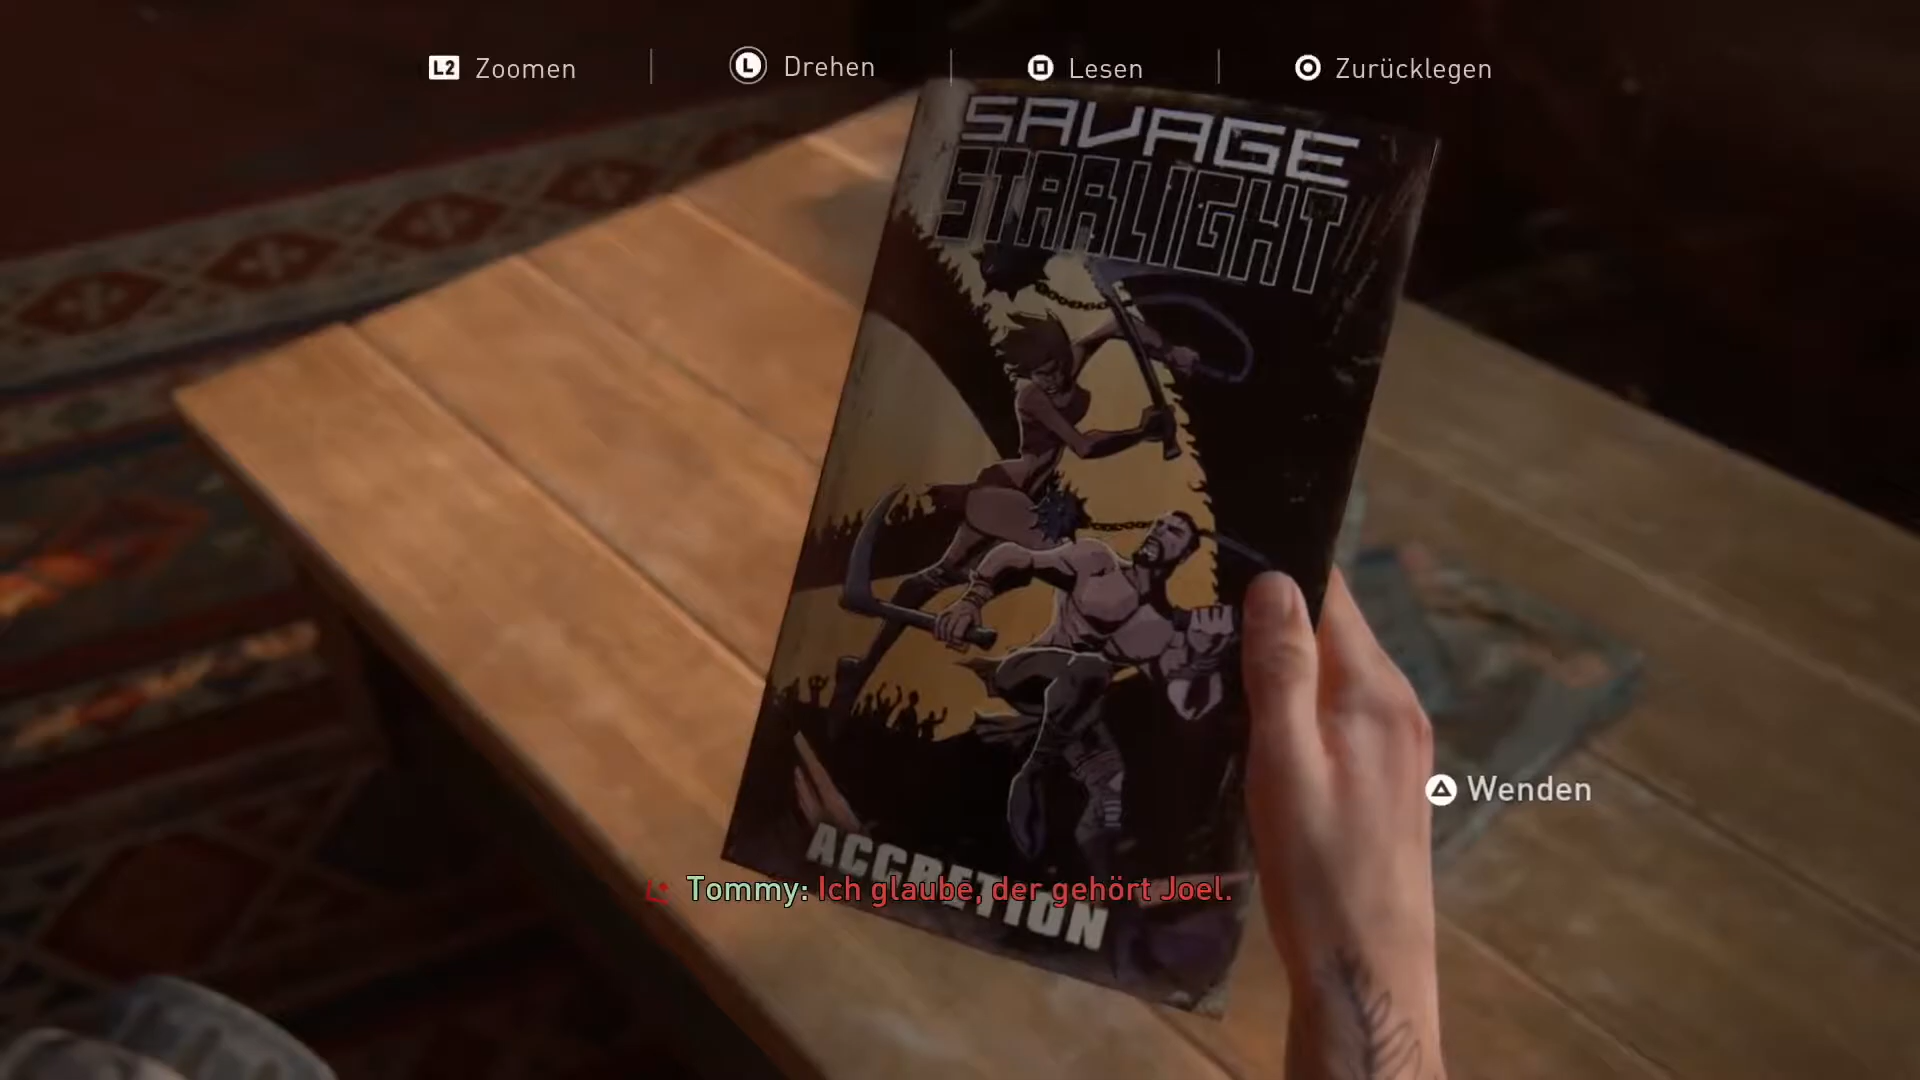 L2 Zoomen
L Drehen
Lesen
Zurücklegen
SAVAGE
STARLIGHT
Wenden
ACCRETION
Tommy: Ich glaube, der gehört Joel.